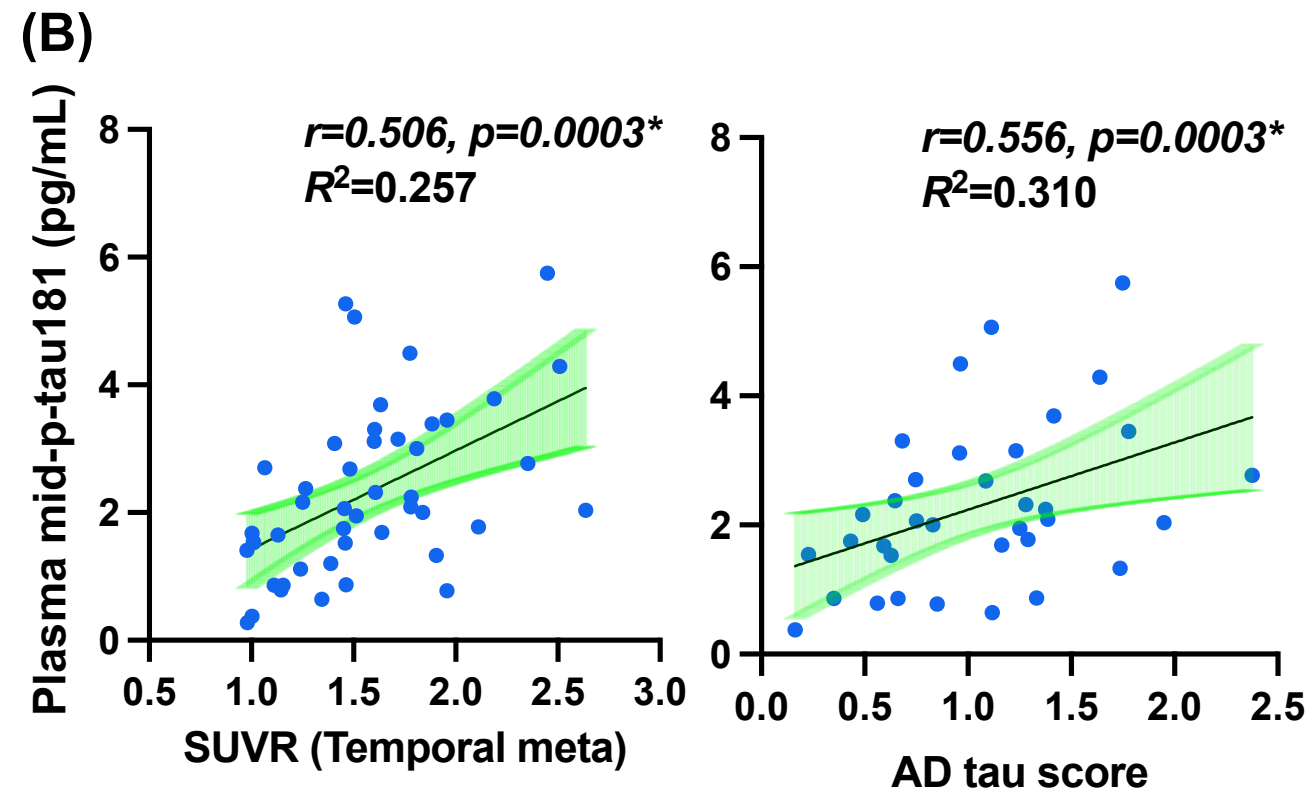 (B)
Plasma mid-p-tau181 (pg/mL)
r=0.506, p=0.0003*
R²=0.257
8
6
4
2
0
0.5 1.0 1.5 2.0 2.5 3.0
SUVR (Temporal meta)
r=0.556, p=0.0003*
R²=0.310
8
6
4
2
0
0.0 0.5 1.0 1.5 2.0 2.5
AD tau score